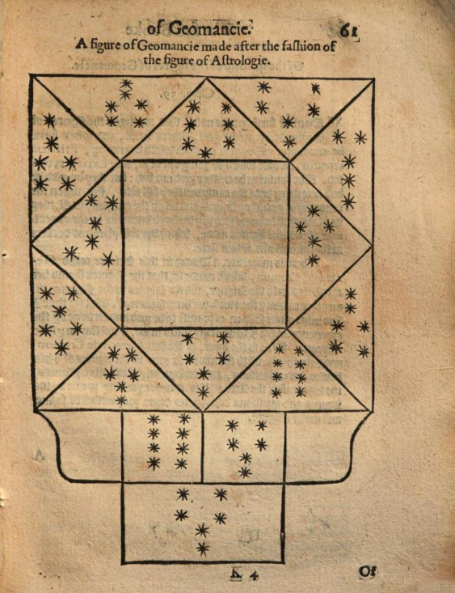 of Geomancie. 61
A figure of Geomancie made after the fashion of
the figure of Astrologie.
K 4 Of